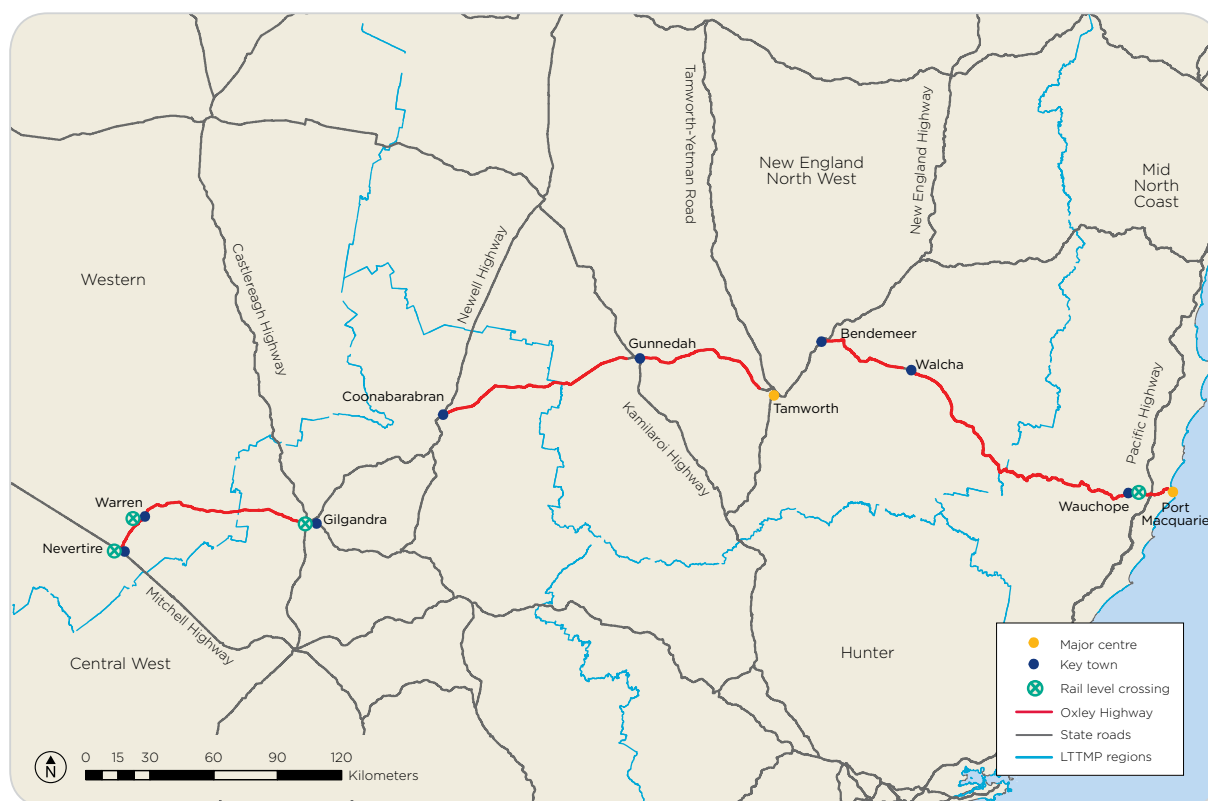 Tamworth-Yetman Road
New England Highway
New England
North West
Mid
North
Coast
Western
Castlereagh Highway
Newell Highway
Bendemeer
Gunnedah
Walcha
Coonabarabran
Tamworth
Kamilaroi Highway
Pacific Highway
Warren
Gilgandra
Wauchope
Port
Macquarie
Nevertire
Mitchell Highway
Central West
Hunter
Major centre
Key town
Rail level crossing
Oxley Highway
State roads
LTTMP regions
N
0 15 30 60 90 120
Kilometers